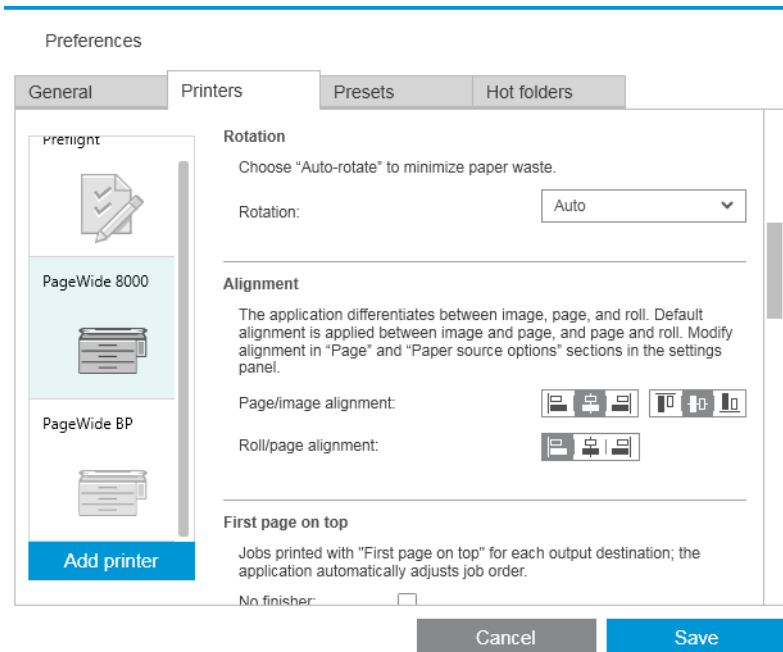 Preferences
General
Printers
Presets
Hot folders
Preflight
PageWide 8000
PageWide BP
Add printer
Rotation
Choose “Auto-rotate” to minimize paper waste.
Rotation:
Auto
Alignment
The application differentiates between image, page, and roll. Default
alignment is applied between image and page, and page and roll. Modify
alignment in “Page” and “Paper source options” sections in the settings
panel.
Page/image alignment:
Roll/page alignment:
First page on top
Jobs printed with "First page on top" for each output destination; the
application automatically adjusts job order.
No finisher:
Cancel
Save